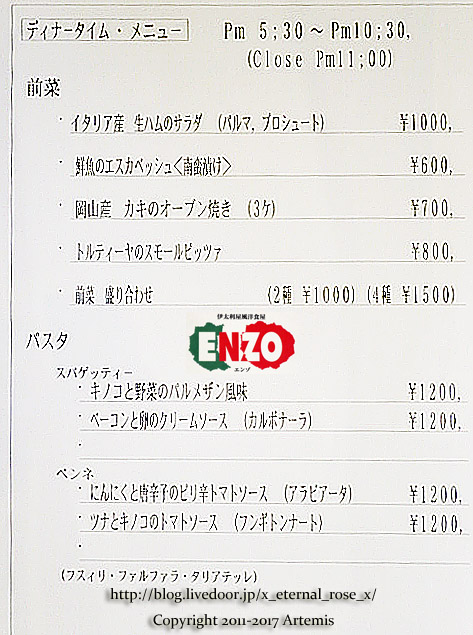 ディナータイム・メニュー Pm 5;30~Pm10;30,
(Close Pm11;00)
前菜
・イタリア産 生ハムのサラダ (パルマ, プロシュート) ¥1000,
・鮮魚のエスカベッシュ<南蛮漬け> ¥600,
・岡山産 カキのオーブン焼き (3ケ) ¥700,
・トルティーヤのスモールピッツァ ¥800,
・前菜 盛り合わせ (2種 ¥1000) (4種 ¥1500)
伊太利屋風洋食屋
ENZO
エンゾ
パスタ
スパゲッティー
・キノコと野菜のパルメザン風味 ¥1200,
・ベーコンと卵のクリームソース (カルボナーラ) ¥1200,
・
ペンネ
・にんにくと唐辛子のピリ辛トマトソース (アラビアータ) ¥1200,
・ツナとキノコのトマトソース (フンギトンナート) ¥1200,
・
(フスィリ・ファルファラ・タリアテッレ)
http://blog.livedoor.jp/x_eternal_rose_x/
Copyright 2011-2017 Artemis